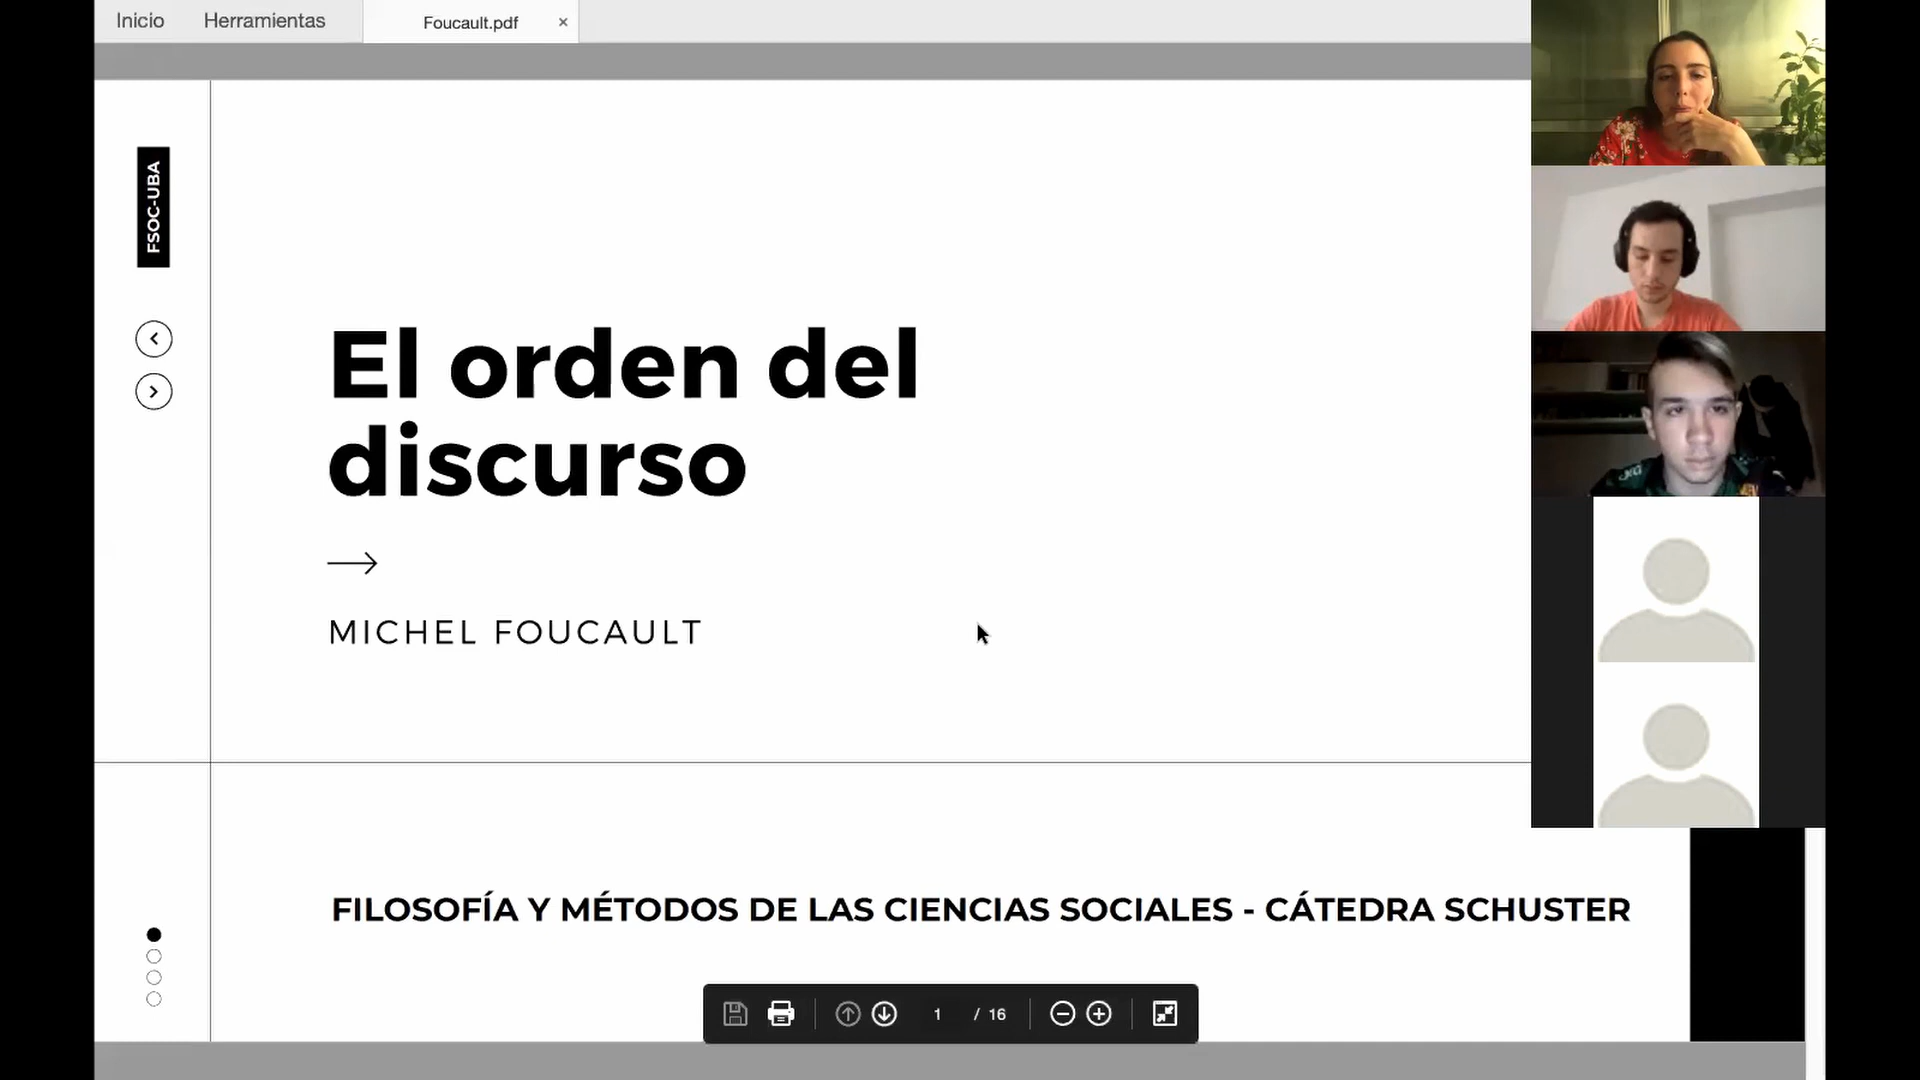 Inicio
Herramientas
Foucault.pdf
FSOC-UBA
El orden del
discurso
MICHEL FOUCAULT
FILOSOFÍA Y MÉTODOS DE LAS CIENCIAS SOCIALES - CÁTEDRA SCHUSTER
1 / 16